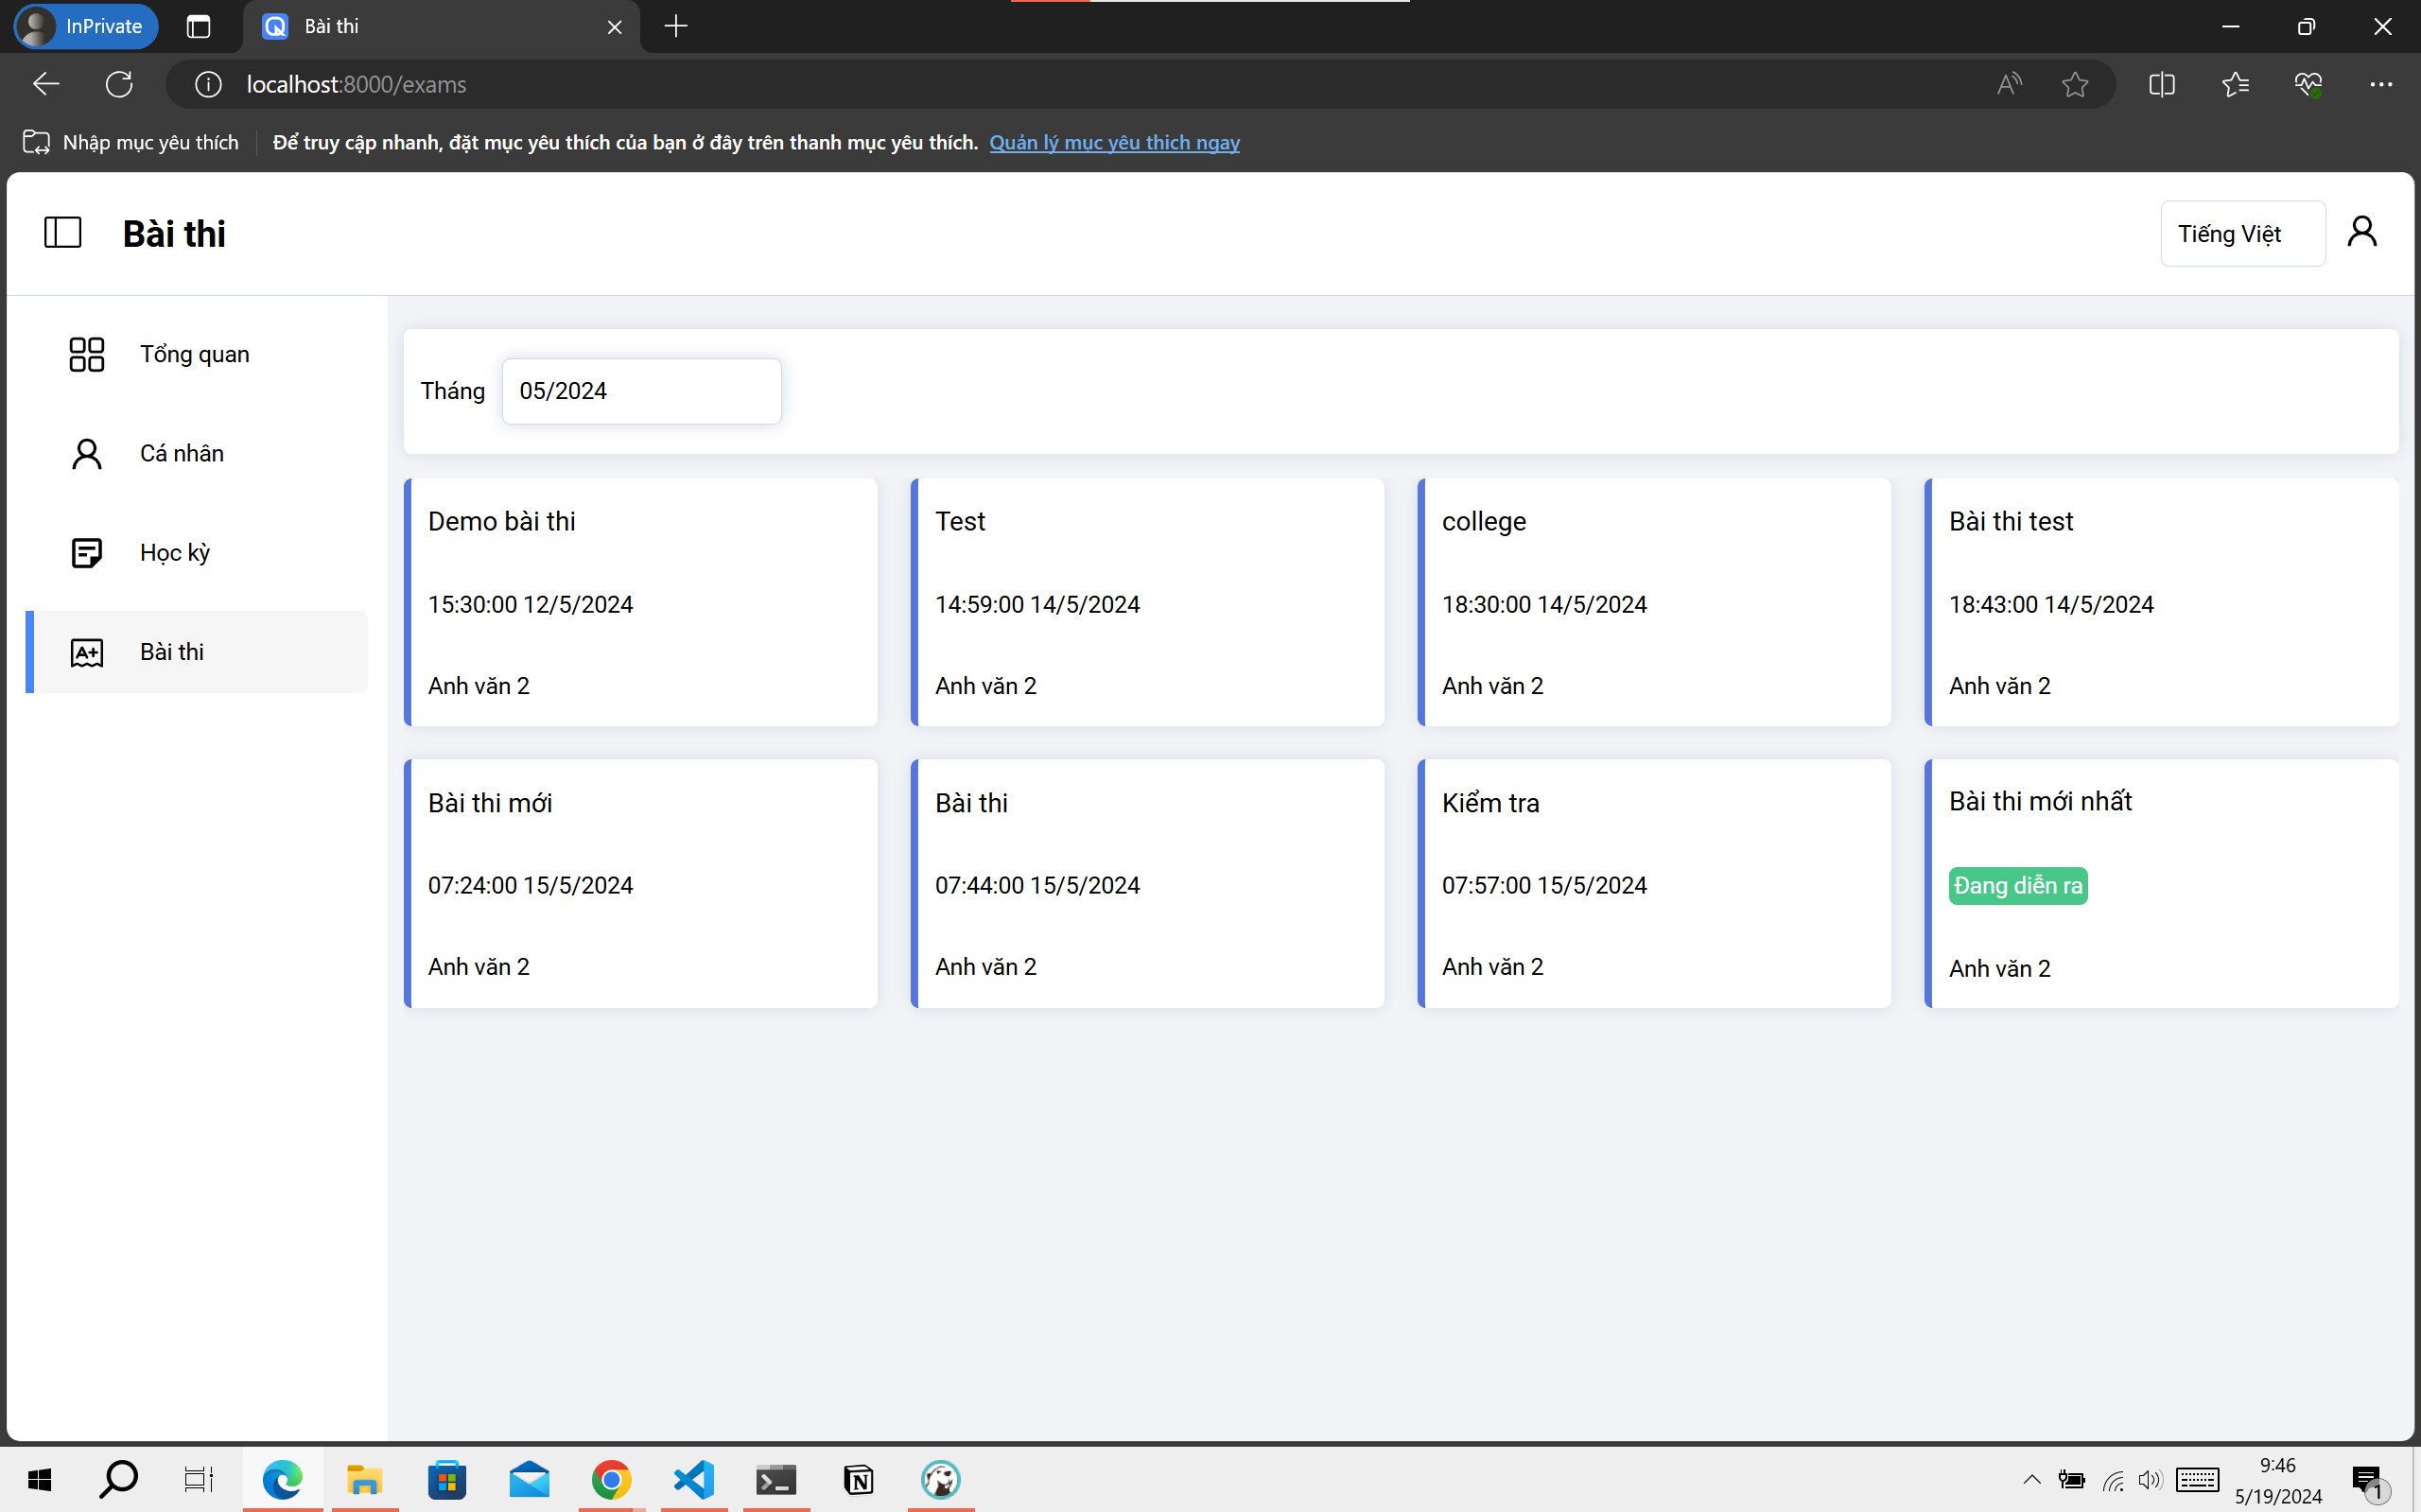 InPrivate
Bài thi
localhost:8000/exams
Nhập mục yêu thích
Để truy cập nhanh, đặt mục yêu thích của bạn ở đây trên thanh mục yêu thích. Quản lý mục yêu thich ngay
Bài thi
Tiếng Việt
Tổng quan
Cá nhân
Học kỳ
A+ Bài thi
Tháng 05/2024
Demo bài thi
15:30:00 12/5/2024
Anh văn 2
Test
14:59:00 14/5/2024
Anh văn 2
college
18:30:00 14/5/2024
Anh văn 2
Bài thi test
18:43:00 14/5/2024
Anh văn 2
Bài thi mới
07:24:00 15/5/2024
Anh văn 2
Bài thi
07:44:00 15/5/2024
Anh văn 2
Kiểm tra
07:57:00 15/5/2024
Anh văn 2
Bài thi mới nhất
Đang diễn ra
Anh văn 2
9:46
5/19/2024
1